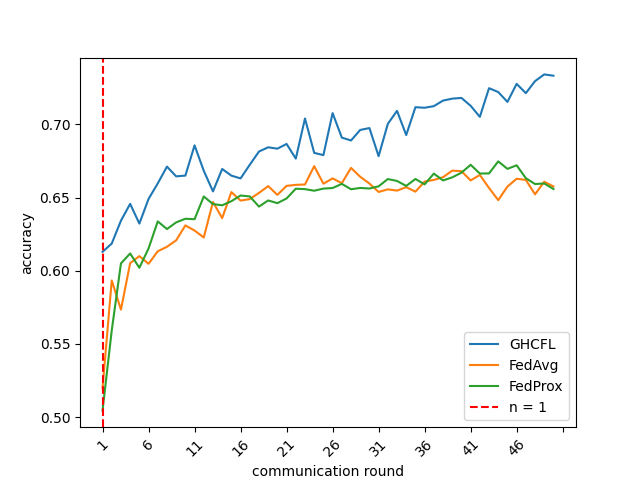 accuracy
0.70
0.65
0.60
0.55
0.50
1
6
11
16
21
26
31
36
41
46
communication round
GHCFL
FedAvg
FedProx
n = 1